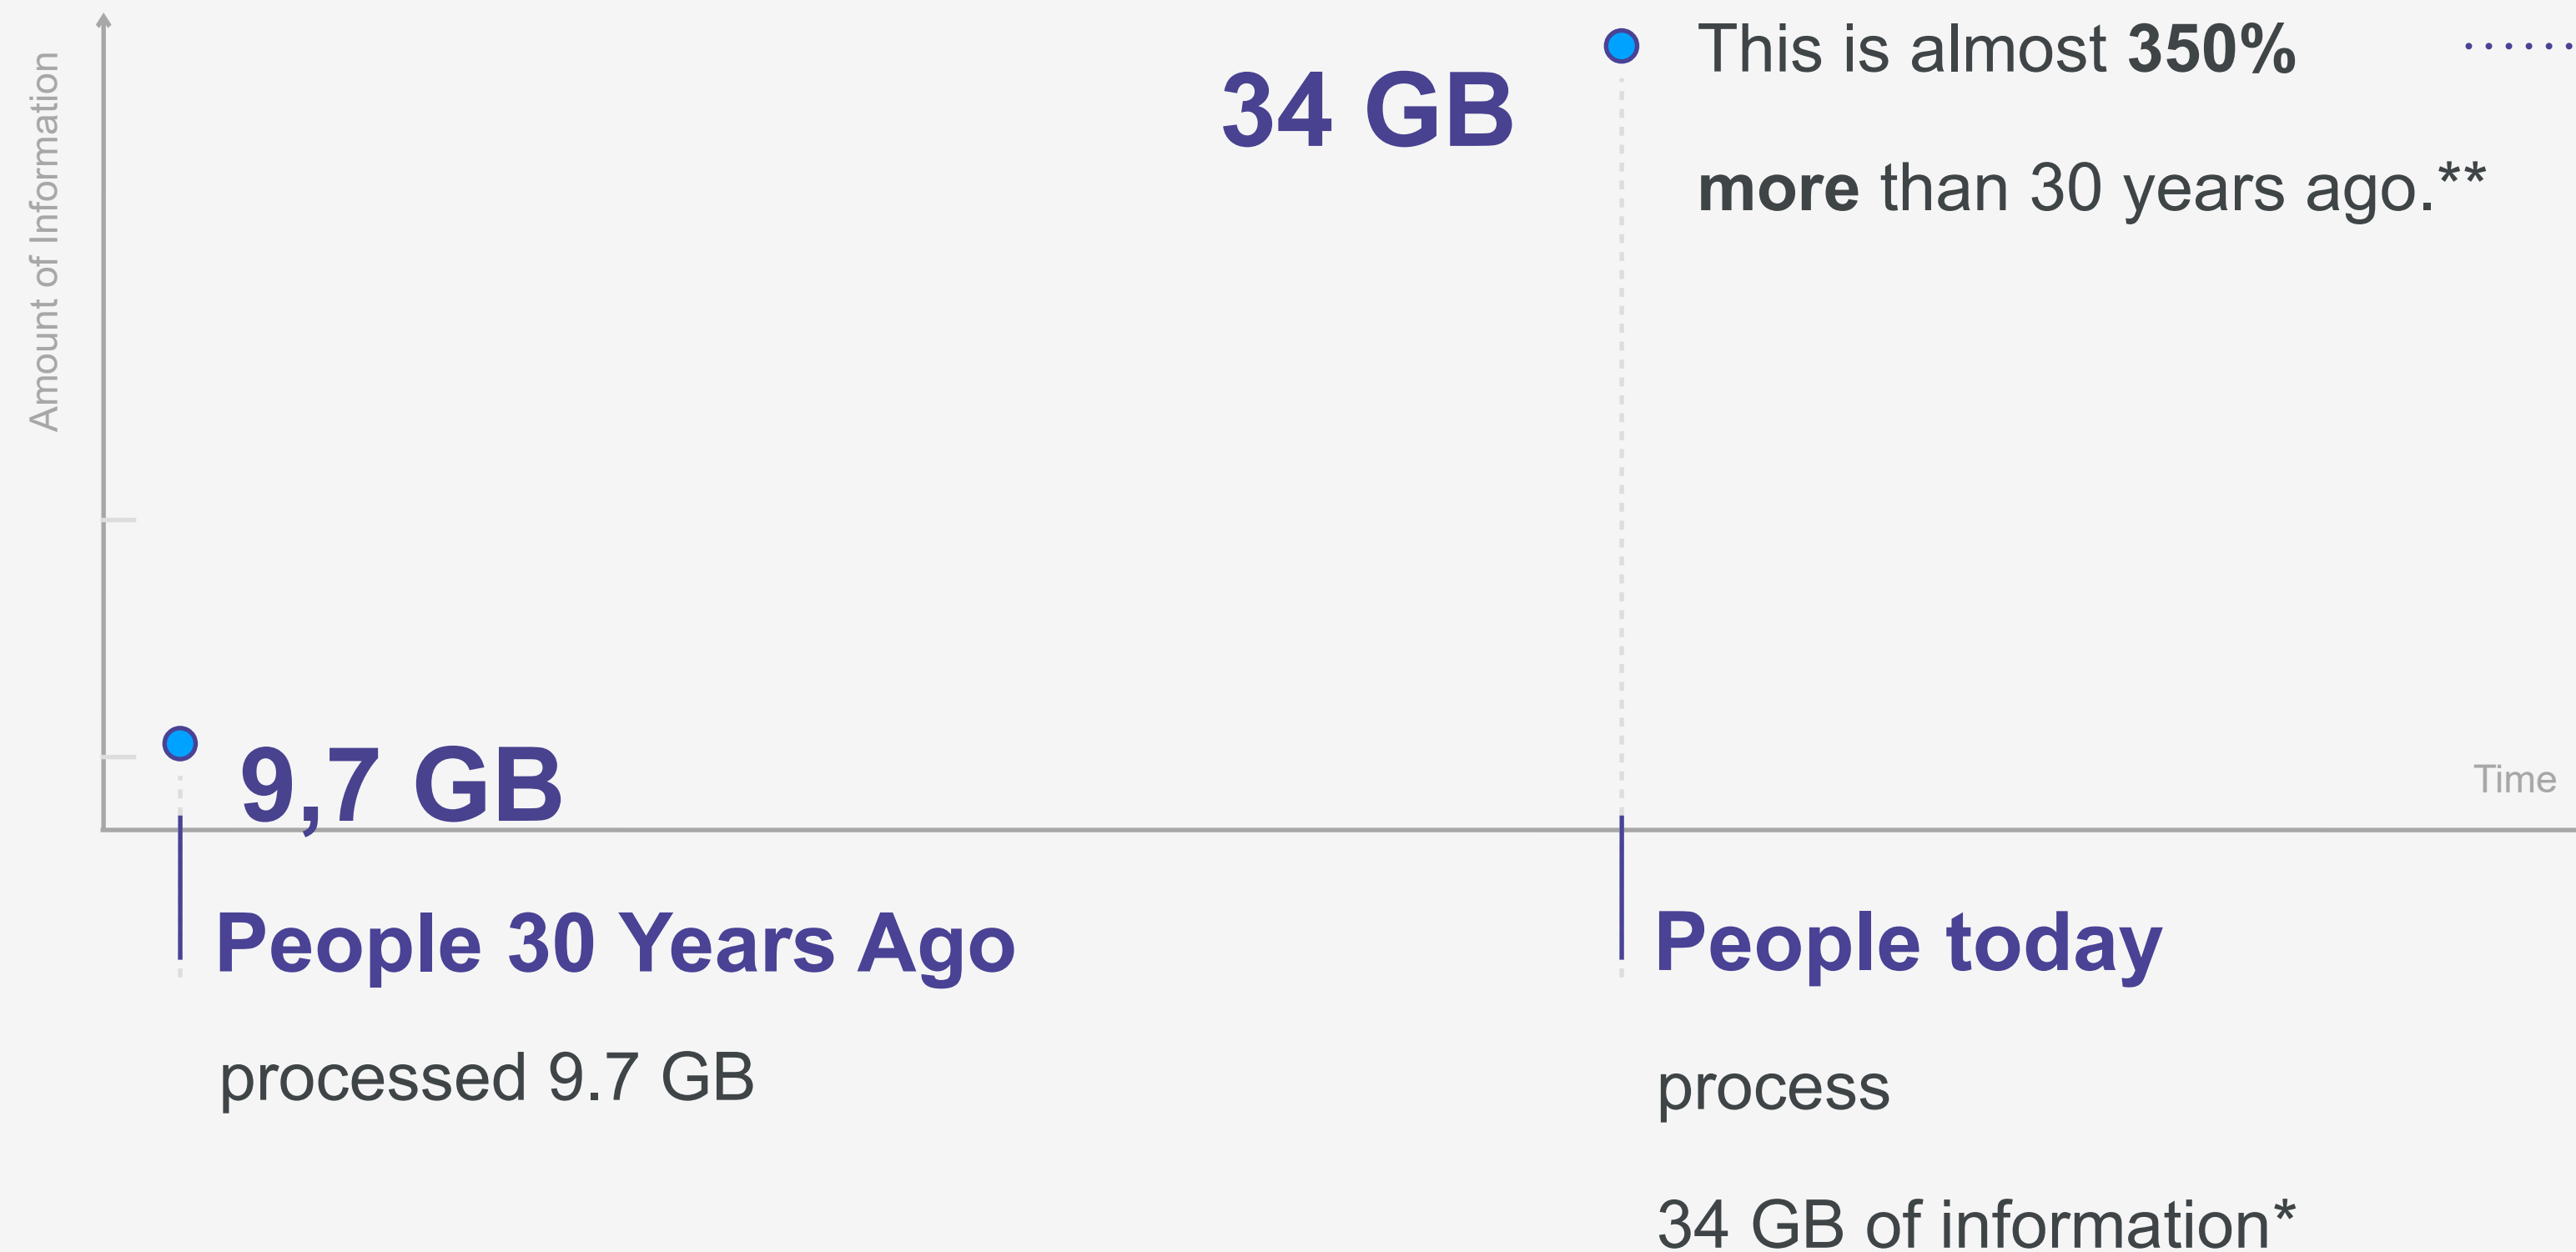 Amount of Information
34 GB
This is almost 350%
more than 30 years ago.**
9,7 GB
Time
People 30 Years Ago
processed 9.7 GB
People today
process
34 GB of information*